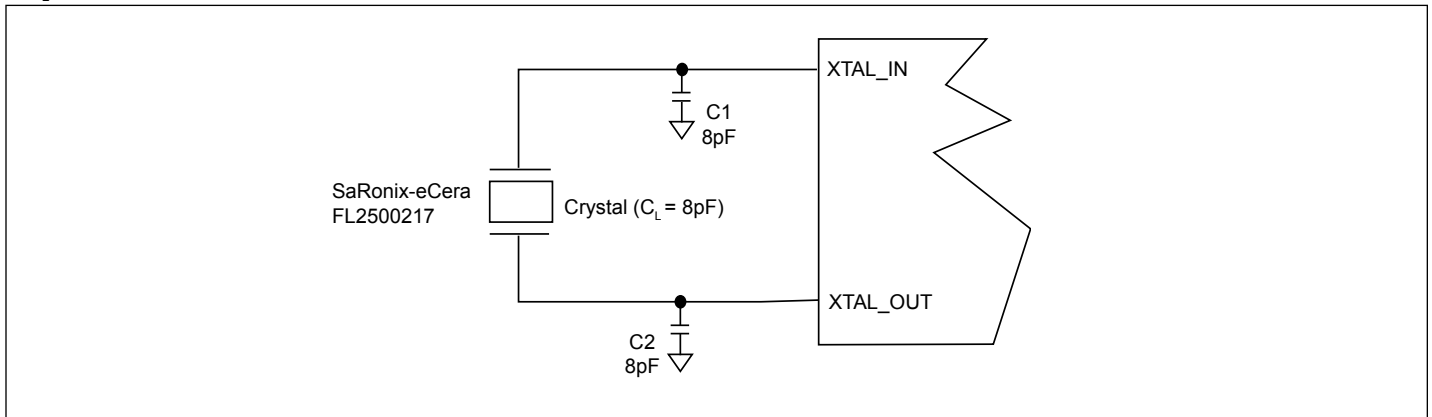 XTAL_IN
C1
8pF
SaRonix-eCera
FL2500217
Crystal (CL = 8pF)
XTAL_OUT
C2
8pF